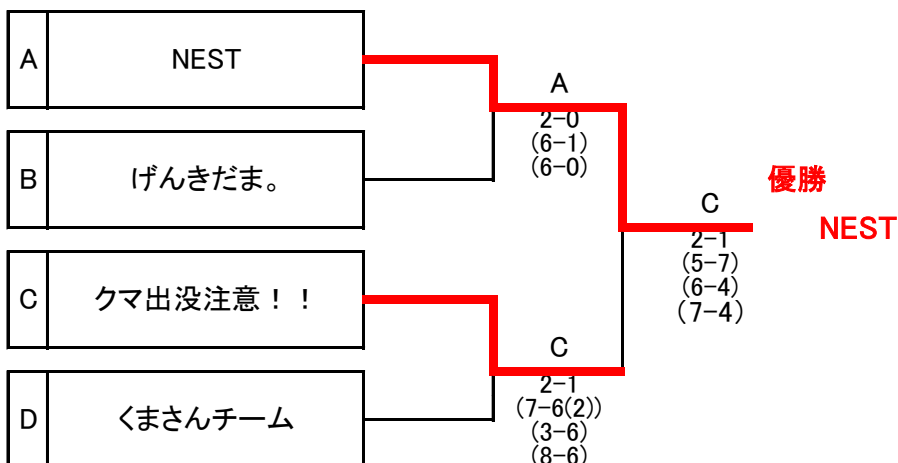 A
NEST
B
げんきだま。
C
クマ出没注意！！
D
くまさんチーム
A
2-0
(6-1)
(6-0)
C
2-1
(7-6(2))
(3-6)
(8-6)
C
2-1
(5-7)
(6-4)
(7-4)
優勝
NEST